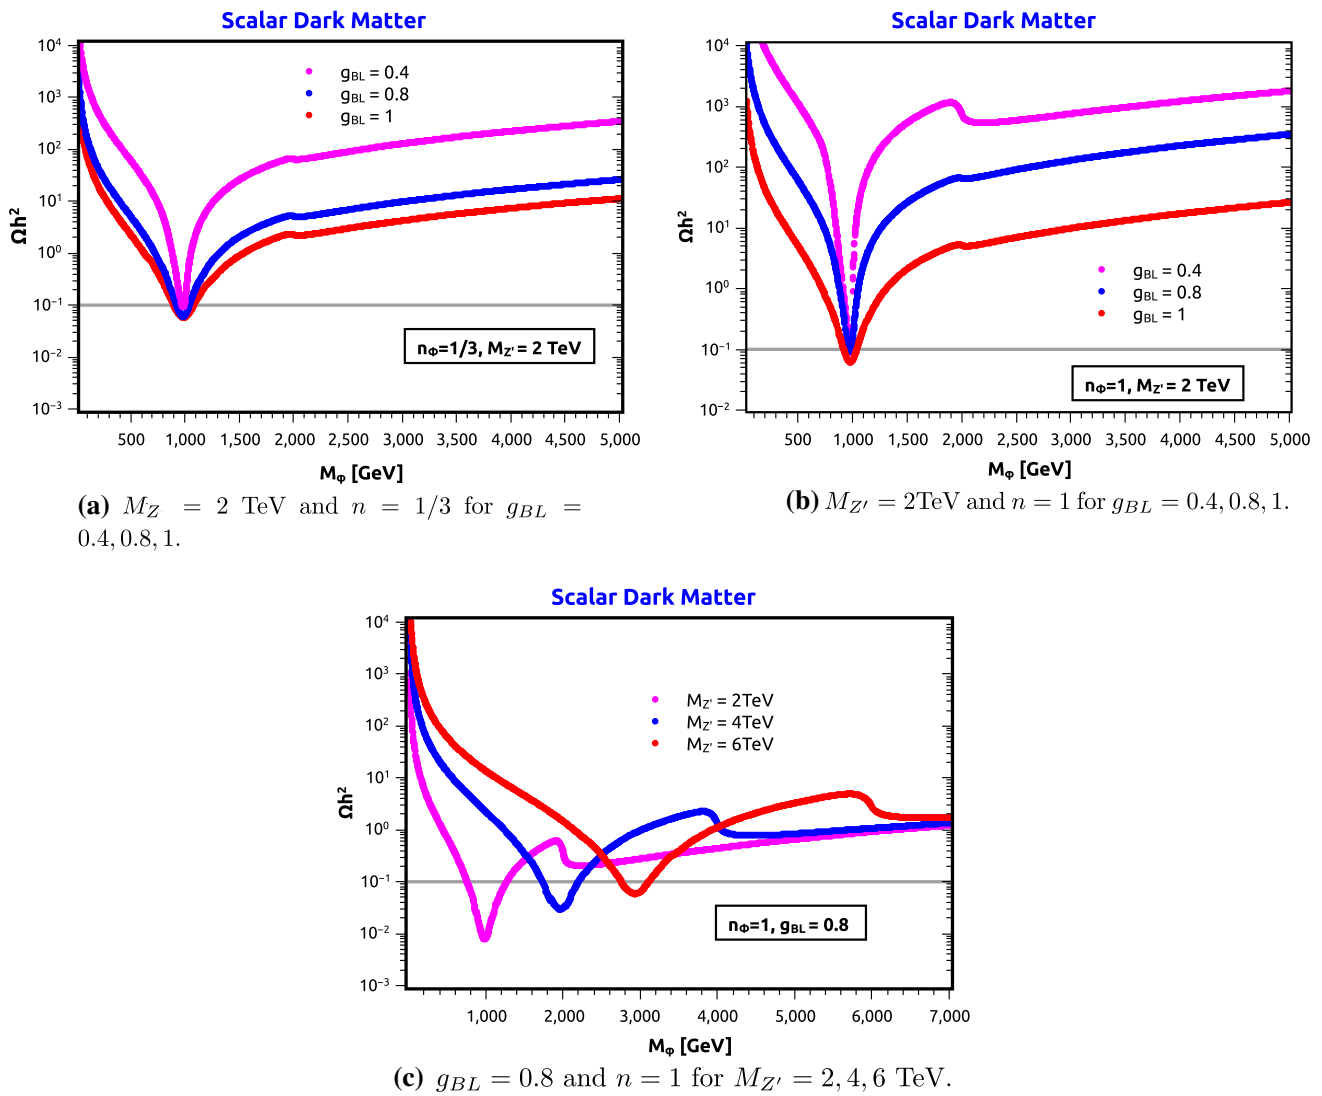 Scalar Dark Matter
10⁴
10³
10²
10¹
10⁰
10⁻¹
10⁻²
10⁻³
Ωh²
g_BL = 0.4
g_BL = 0.8
g_BL = 1
n_Φ=1/3, M_Z' = 2 TeV
500 1,000 1,500 2,000 2,500 3,000 3,500 4,000 4,500 5,000
M_Φ [GeV]
(a) M_Z = 2 TeV and n = 1/3 for g_BL =
0.4, 0.8, 1.
Scalar Dark Matter
10⁴
10³
10²
10¹
10⁰
10⁻¹
10⁻²
Ωh²
g_BL = 0.4
g_BL = 0.8
g_BL = 1
n_Φ=1, M_Z' = 2 TeV
500 1,000 1,500 2,000 2,500 3,000 3,500 4,000 4,500 5,000
M_Φ [GeV]
(b) M_Z' = 2TeV and n = 1 for g_BL = 0.4, 0.8, 1.
Scalar Dark Matter
10⁴
10³
10²
10¹
10⁰
10⁻¹
10⁻²
10⁻³
Ωh²
M_Z' = 2TeV
M_Z' = 4TeV
M_Z' = 6TeV
n_Φ=1, g_BL = 0.8
1,000 2,000 3,000 4,000 5,000 6,000 7,000
M_Φ [GeV]
(c) g_BL = 0.8 and n = 1 for M_Z' = 2, 4, 6 TeV.